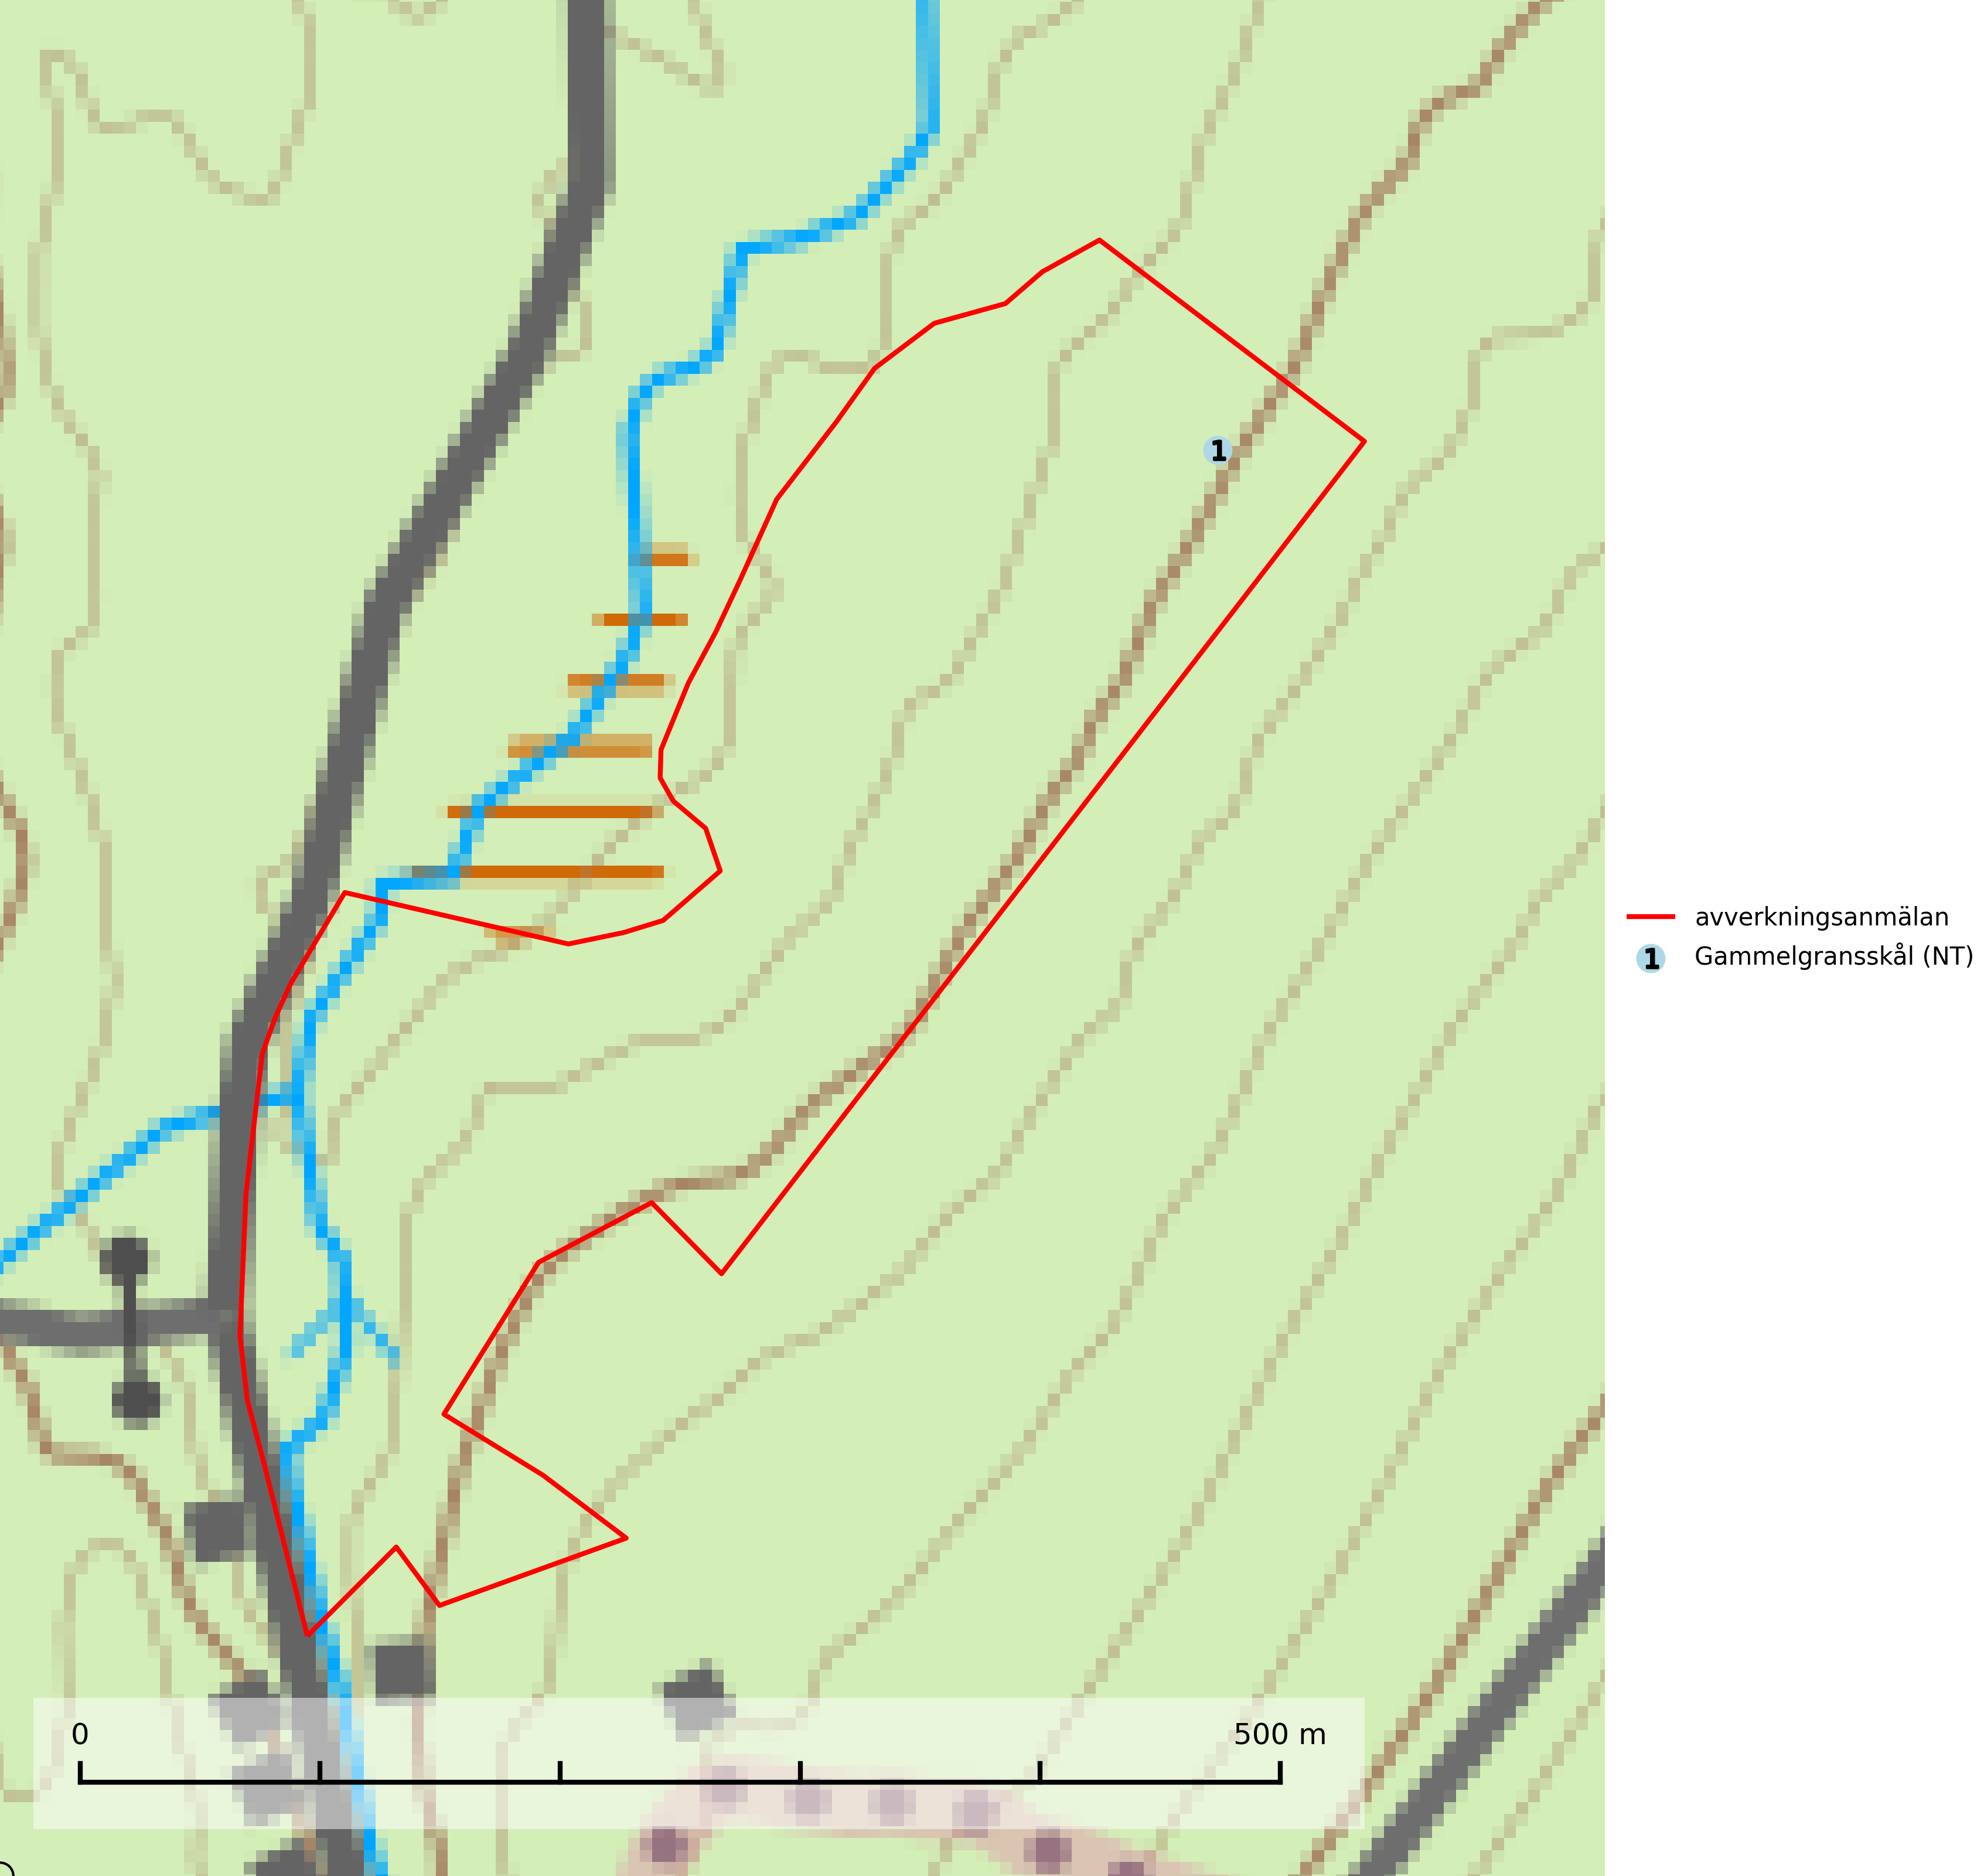 1
avverkningsanmälan
1 Gammelgransskål (NT)
0 500 m